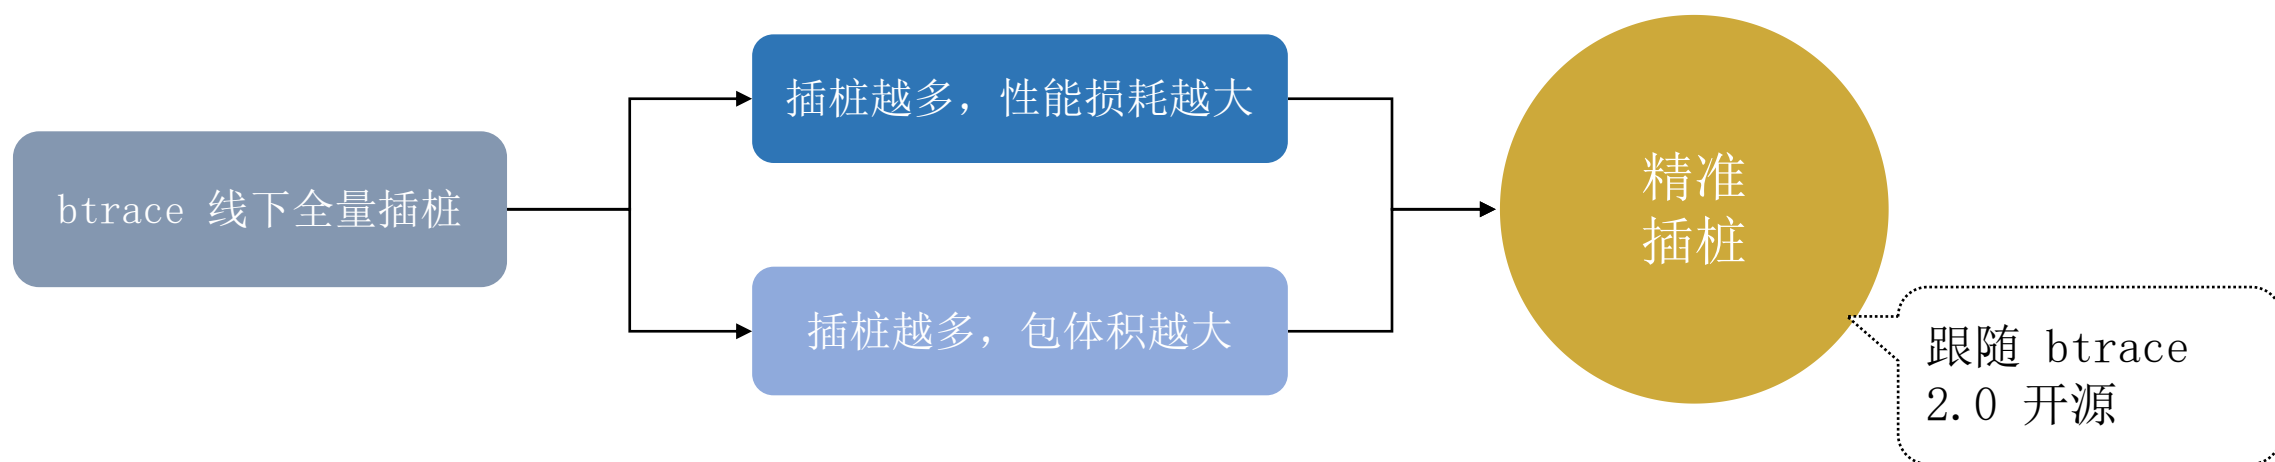 btrace 线下全量插桩
插桩越多，性能损耗越大
插桩越多，包体积越大
精准
插桩
跟随 btrace
2.0 开源